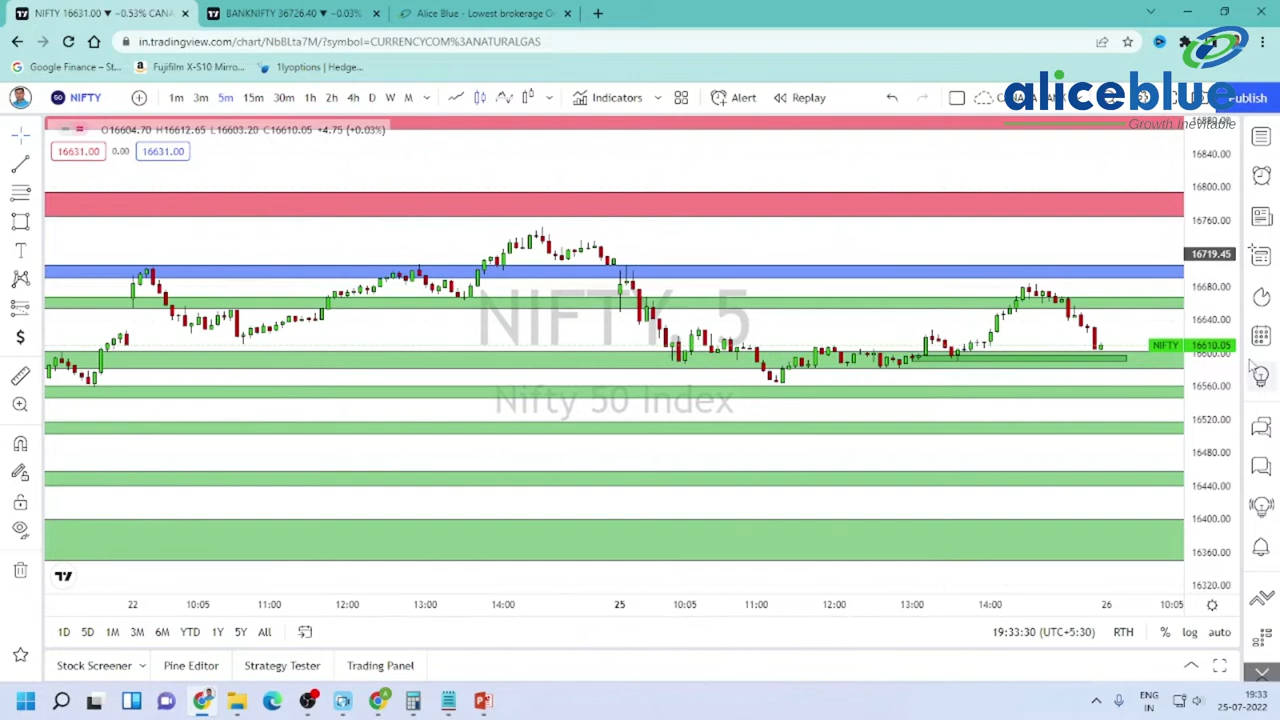 NIFTY 16631.00 ▼ −0.53% CANA
BANKNIFTY 36726.40 ▼ −0.03%
Alice Blue - Lowest brokerage O
in.tradingview.com/chart/NbBLta7M/?symbol=CURRENCYCOM%3ANATURALGAS
Google Finance – St...
Fujifilm X-S10 Mirro...
1lyoptions | Hedge...
aliceblue
Growth Inevitable
50 NIFTY
1m 3m 5m 15m 30m 1h 2h 4h D W M
Indicators
Alert
Replay
Publish
O16604.70 H16612.65 L16603.20 C16610.05 +4.75 (+0.03%)
16631.00 0.00 16631.00
16880.00
16840.00
16800.00
16760.00
16719.45
16680.00
16640.00
NIFTY 16610.05
16600.00
16560.00
16520.00
16480.00
16440.00
16400.00
16360.00
16320.00
NIFTY, 5
Nifty 50 Index
22 10:05 11:00 12:00 13:00 14:00 25 10:05 11:00 12:00 13:00 14:00 26 10:05
1D 5D 1M 3M 6M YTD 1Y 5Y All
19:33:30 (UTC+5:30) RTH % log auto
Stock Screener Pine Editor Strategy Tester Trading Panel
ENG
IN
19:33
25-07-2022